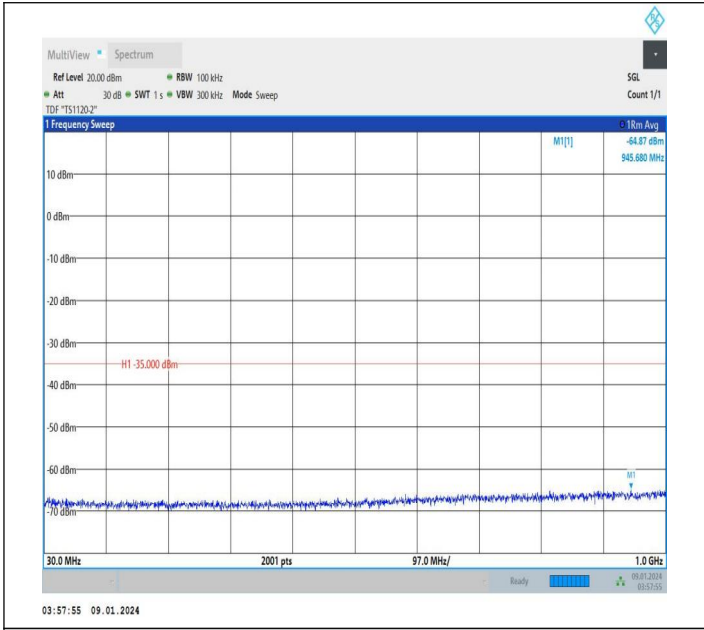 R S
MultiView Spectrum
Ref Level 20.00 dBm RBW 100 kHz SGL
Att 30 dB SWT 1 s VBW 300 kHz Mode Sweep Count 1/1
TDF "TS1120-2"
1 Frequency Sweep 1Rm Avg
M1[1] -64.87 dBm
945.680 MHz
10 dBm
0 dBm
-10 dBm
-20 dBm
-30 dBm
H1 -35.000 dBm
-40 dBm
-50 dBm
-60 dBm
M1
-70 dBm
30.0 MHz 2001 pts 97.0 MHz/ 1.0 GHz
Ready 09.01.2024
03:57:55
03:57:55 09.01.2024